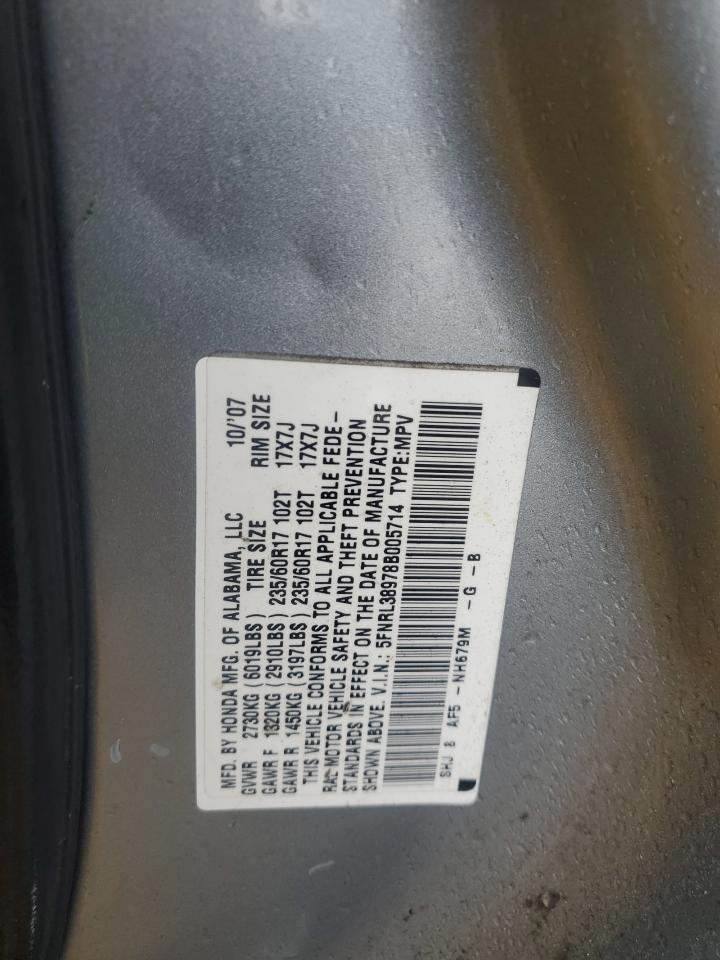 MFD. BY HONDA MFG. OF ALABAMA, LLC 10/'07
GVWR 2730KG (6019LBS) TIRE SIZE RIM SIZE
GAWR F 1320KG (2910LBS) 235/60R17 102T 17X7J
GAWR R 1450KG (3197LBS) 235/60R17 102T 17X7J
THIS VEHICLE CONFORMS TO ALL APPLICABLE FEDE-
RAL MOTOR VEHICLE SAFETY AND THEFT PREVENTION
STANDARDS IN EFFECT ON THE DATE OF MANUFACTURE
SHOWN ABOVE. V.I.N.: 5FNRL38978B005714 TYPE:MPV
SHJ 8 AF5 -NH679M -G -B